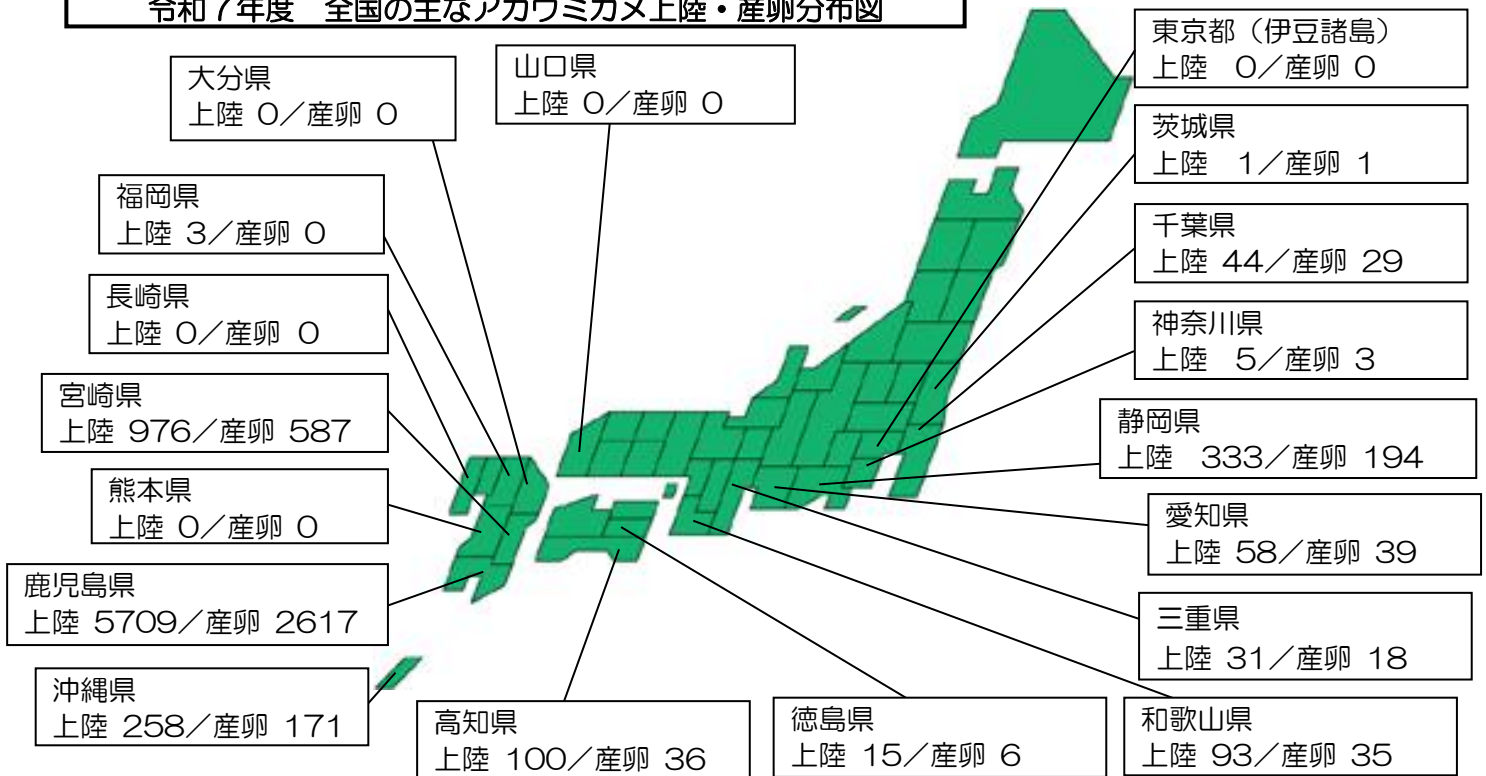 令和7年度　全国の主なアカウミガメ上陸・産卵分布図
大分県
上陸 0／産卵 0
山口県
上陸 0／産卵 0
東京都（伊豆諸島）
上陸　0／産卵 0
茨城県
上陸　1／産卵 1
福岡県
上陸 3／産卵 0
千葉県
上陸 44／産卵 29
長崎県
上陸 0／産卵 0
神奈川県
上陸　5／産卵 3
宮崎県
上陸 976／産卵 587
静岡県
上陸　333／産卵 194
熊本県
上陸 0／産卵 0
愛知県
上陸 58／産卵 39
鹿児島県
上陸 5709／産卵 2617
三重県
上陸 31／産卵 18
沖縄県
上陸 258／産卵 171
高知県
上陸 100／産卵 36
徳島県
上陸 15／産卵 6
和歌山県
上陸 93／産卵 35